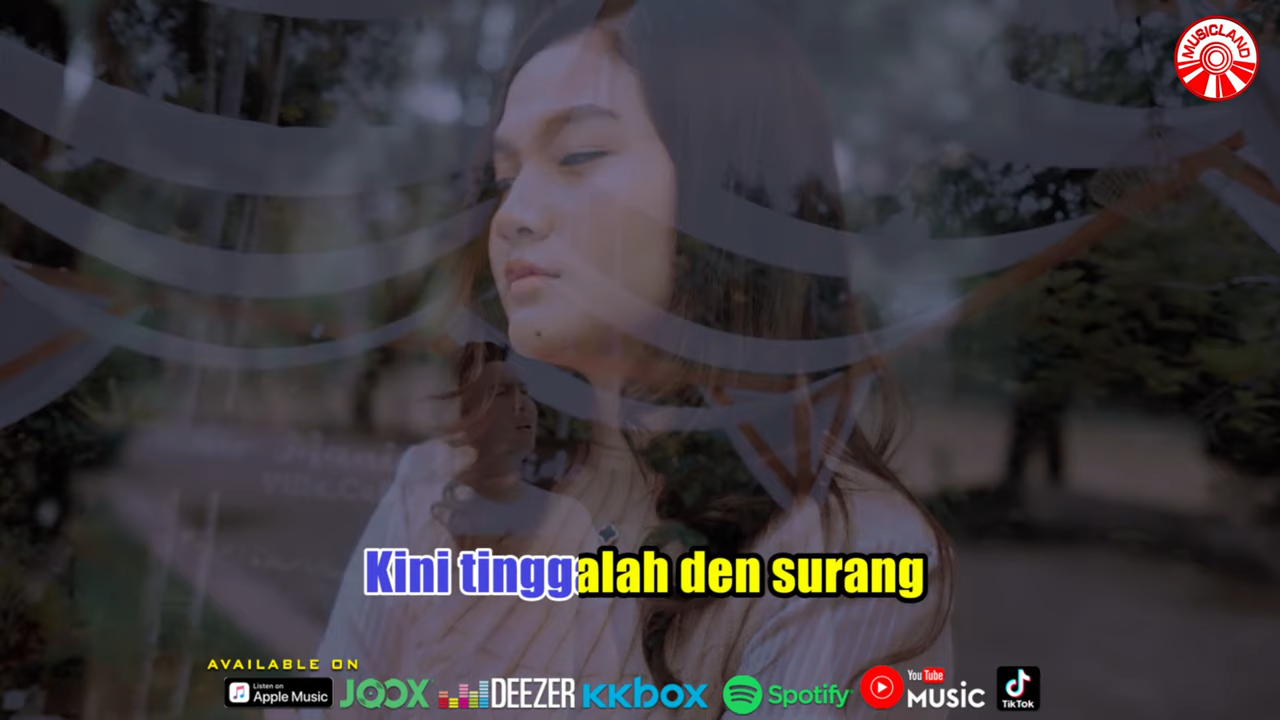 MUSICLAND
Kini tinggalah den surang
AVAILABLE ON
Listen on
Apple Music
JOOX
DEEZER
KKBOX
Spotify
YouTube
MUSIC
TikTok